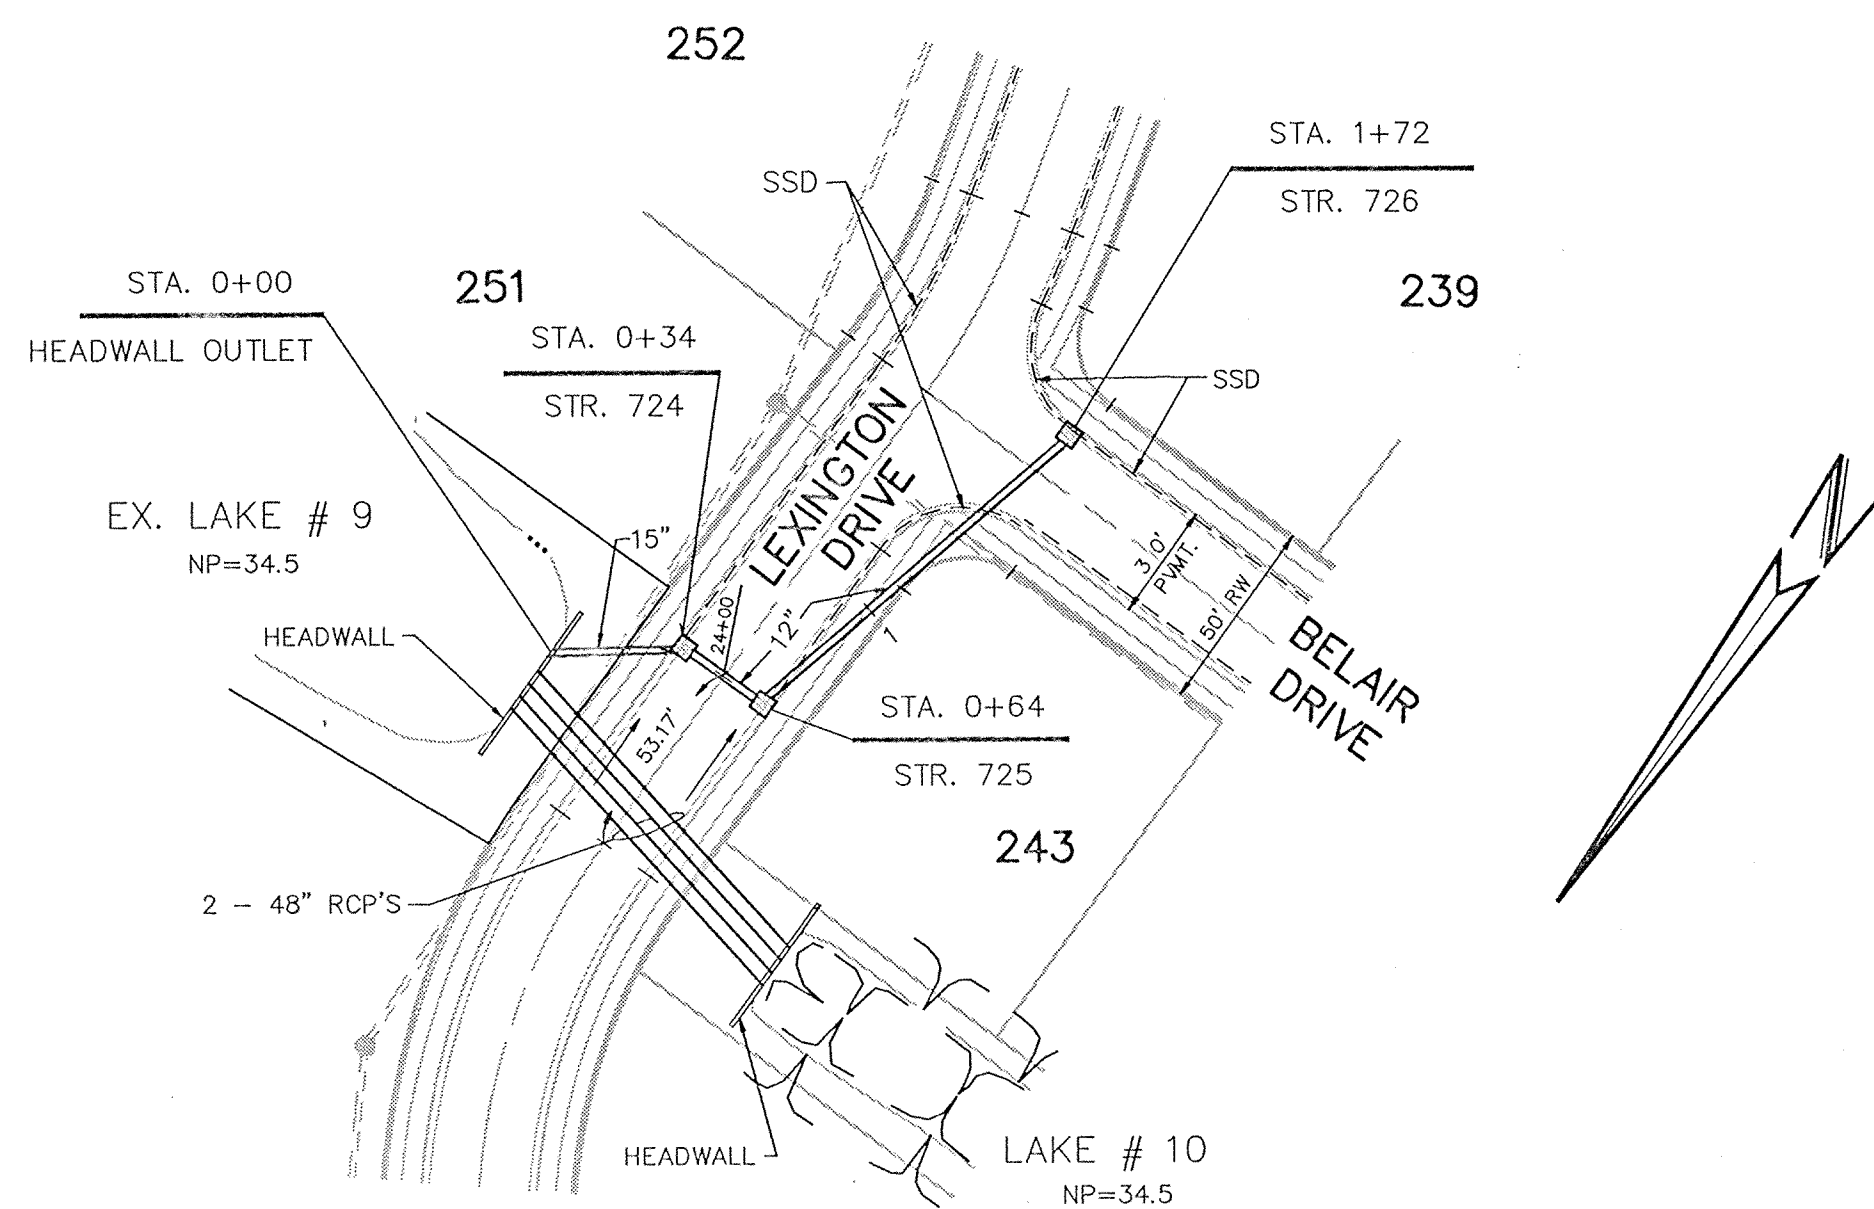 252
STA. 1+72
STR. 726
SSD
STA. 0+00
HEADWALL OUTLET
251
239
STA. 0+34
STR. 724
SSD
LEXINGTON
DRIVE
EX. LAKE # 9
NP=34.5
15"
30'
PVMT.
50' RW
24+00
12"
1
HEADWALL
BELAIR
DRIVE
53.17'
STA. 0+64
STR. 725
243
2 - 48" RCP'S
HEADWALL
LAKE # 10
NP=34.5
N